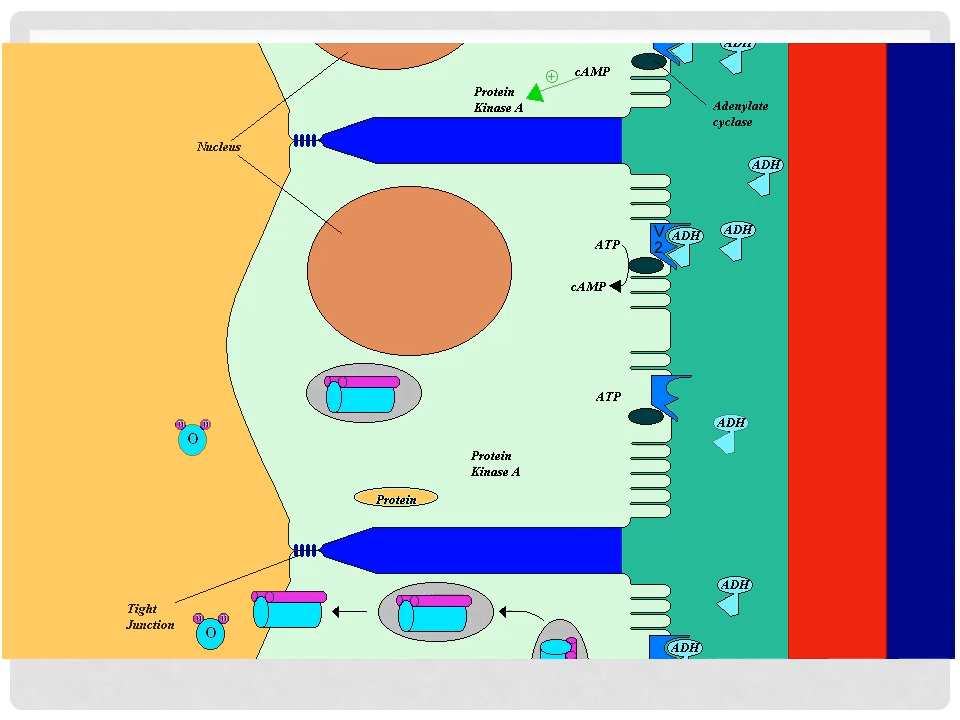 ADH
cAMP
Protein
Kinase A
Adenylate
cyclase
Nucleus
ADH
V
2
ADH
ADH
ATP
cAMP
ATP
ADH
H
H
O
Protein
Kinase A
Protein
ADH
Tight
Junction
H
H
O
ADH